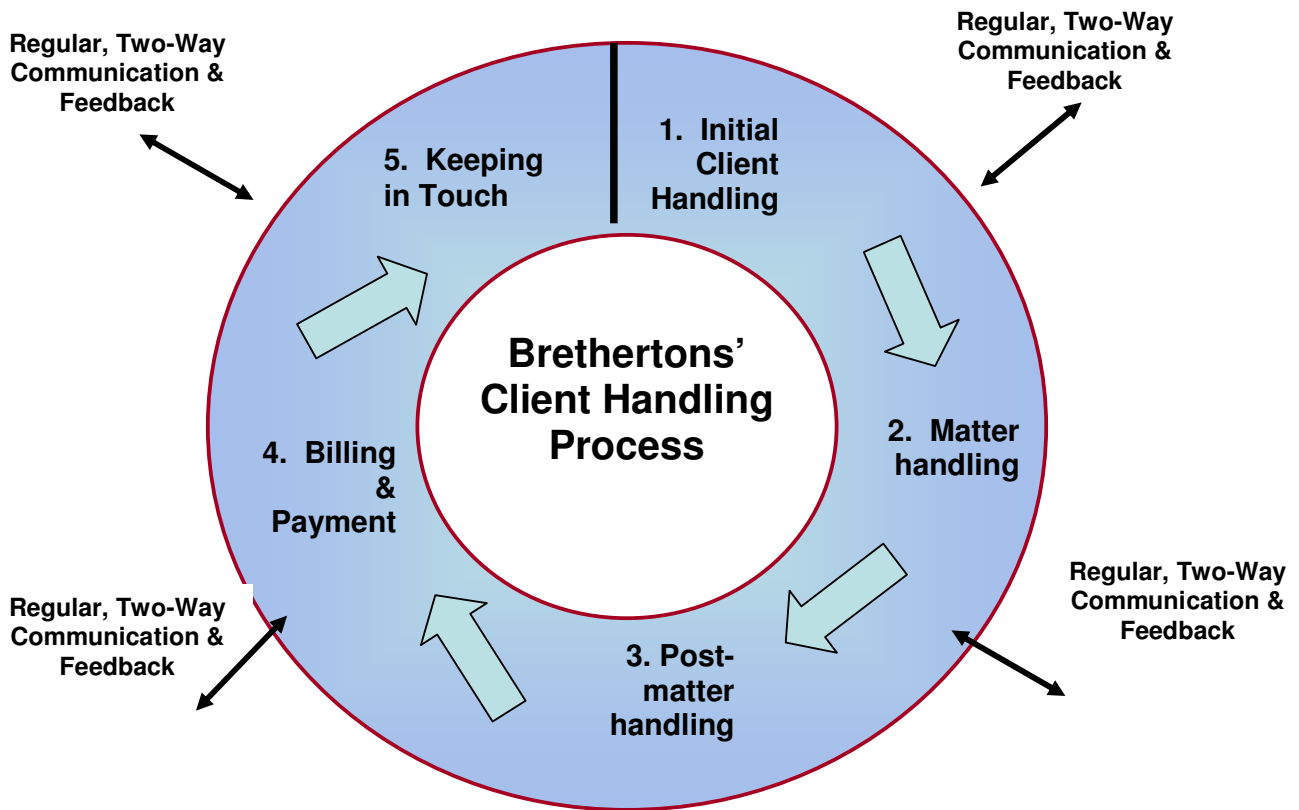 Regular, Two-Way
Communication &
Feedback
Regular, Two-Way
Communication &
Feedback
1. Initial
Client
Handling
5. Keeping
in Touch
Brethertons’
Client Handling
Process
2. Matter
handling
4. Billing
&
Payment
Regular, Two-Way
Communication &
Feedback
Regular, Two-Way
Communication &
Feedback
3. Post-
matter
handling